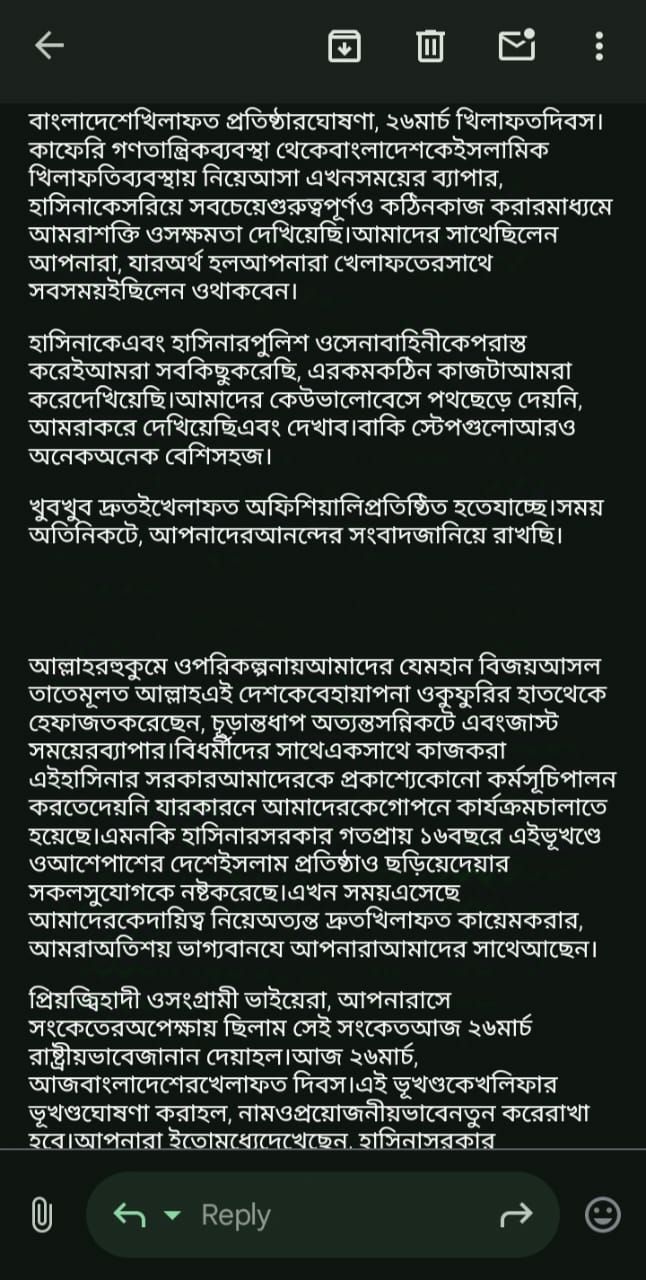 বাংলাদেশেখিলাফত প্রতিষ্ঠারঘোষণা, ২৬মার্চ খিলাফতদিবস।
কাফেরি গণতান্ত্রিকব্যবস্থা থেকেবাংলাদেশকেইসলামিক
খিলাফতিব্যবস্থায় নিয়েআসা এখনসময়ের ব্যাপার,
হাসিনাকেসরিয়ে সবচেয়েগুরুত্বপূর্ণও কঠিনকাজ করারমাধ্যমে
আমরাশক্তি ওসক্ষমতা দেখিয়েছি।আমাদের সাথেছিলেন
আপনারা, যারঅর্থ হলআপনারা খেলাফতেরসাথে
সবসময়ইছিলেন ওথাকবেন।
হাসিনাকেএবং হাসিনারপুলিশ ওসেনাবাহিনীকেপরাস্ত
করেইআমরা সবকিছুকরেছি, এরকমকঠিন কাজটাআমরা
করেদেখিয়েছি।আমাদের কেউভালোবেসে পথছেড়ে দেয়নি,
আমরাকরে দেখিয়েছিএবং দেখাব।বাকি স্টেপগুলোআরও
অনেকঅনেক বেশিসহজ।
খুবখুব দ্রুতইখেলাফত অফিশিয়ালিপ্রতিষ্ঠিত হতেযাচ্ছে।সময়
অতিনিকটে, আপনাদেরআনন্দের সংবাদজানিয়ে রাখছি।
আল্লাহরহুকুমে ওপরিকল্পনায়আমাদের যেমহান বিজয়আসল
তাতেমূলত আল্লাহএই দেশকেবেহায়াপনা ওকুফুরির হাতথেকে
হেফাজতকরেছেন, চূড়ান্তধাপ অত্যন্তসন্নিকটে এবংজাস্ট
সময়েরব্যাপার।বিধর্মীদের সাথেএকসাথে কাজকরা
এইহাসিনার সরকারআমাদেরকে প্রকাশ্যেকোনো কর্মসূচিপালন
করতেদেয়নি যারকারনে আমাদেরকেগোপনে কার্যক্রমচালাতে
হয়েছে।এমনকি হাসিনারসরকার গতপ্রায় ১৬বছরে এইভূখণ্ডে
ওআশেপাশের দেশেইসলাম প্রতিষ্ঠাও ছড়িয়েদেয়ার
সকলসুযোগকে নষ্টকরেছে।এখন সময়এসেছে
আমাদেরকেদায়িত্ব নিয়েঅত্যন্ত দ্রুতখিলাফত কায়েমকরার,
আমরাঅতিশয় ভাগ্যবানযে আপনারাআমাদের সাথেআছেন।
প্রিয়জ্বিহাদী ওসংগ্রামী ভাইয়েরা, আপনারাসে
সংকেতেরঅপেক্ষায় ছিলাম সেই সংকেতআজ ২৬মার্চ
রাষ্ট্রীয়ভাবেজানান দেয়াহল।আজ ২৬মার্চ,
আজবাংলাদেশেরখেলাফত দিবস।এই ভূখণ্ডকেখলিফার
ভূখণ্ডঘোষণা করাহল, নামওপ্রয়োজনীয়ভাবেনতুন করেরাখা
হবে।আপনারা ইতোমধ্যেদেখেছেন, হাসিনাসরকার
Reply